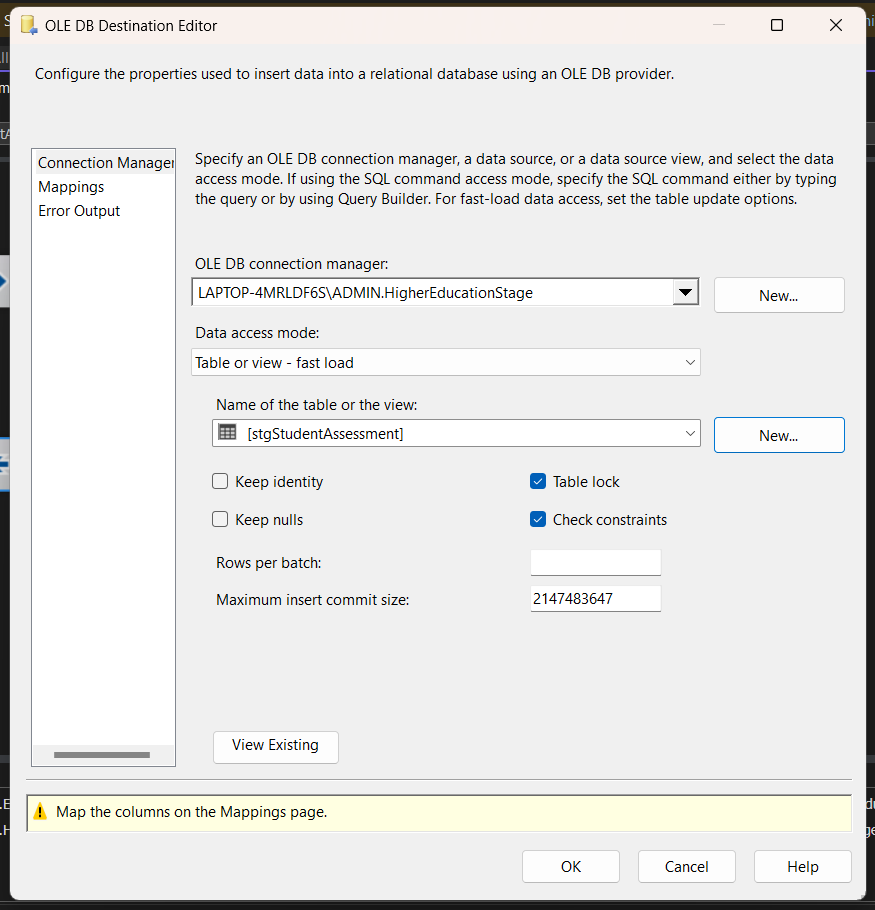 OLE DB Destination Editor
Configure the properties used to insert data into a relational database using an OLE DB provider.
Connection Manager
Mappings
Error Output
Specify an OLE DB connection manager, a data source, or a data source view, and select the data
access mode. If using the SQL command access mode, specify the SQL command either by typing
the query or by using Query Builder. For fast-load data access, set the table update options.
OLE DB connection manager:
LAPTOP-4MRLDF6S\ADMIN.HigherEducationStage
New...
Data access mode:
Table or view - fast load
Name of the table or the view:
[stgStudentAssessment]
New...
Keep identity
Table lock
Keep nulls
Check constraints
Rows per batch:
Maximum insert commit size:
2147483647
View Existing
Map the columns on the Mappings page.
OK
Cancel
Help